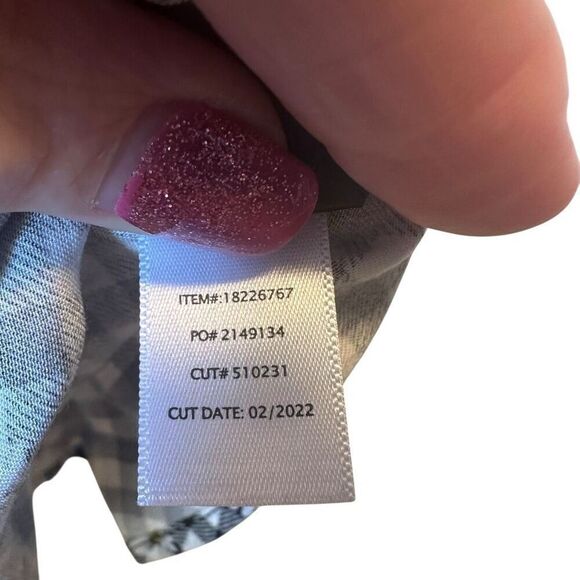 ITEM#:18226767
PO# 2149134
CUT# 510231
CUT DATE: 02/2022